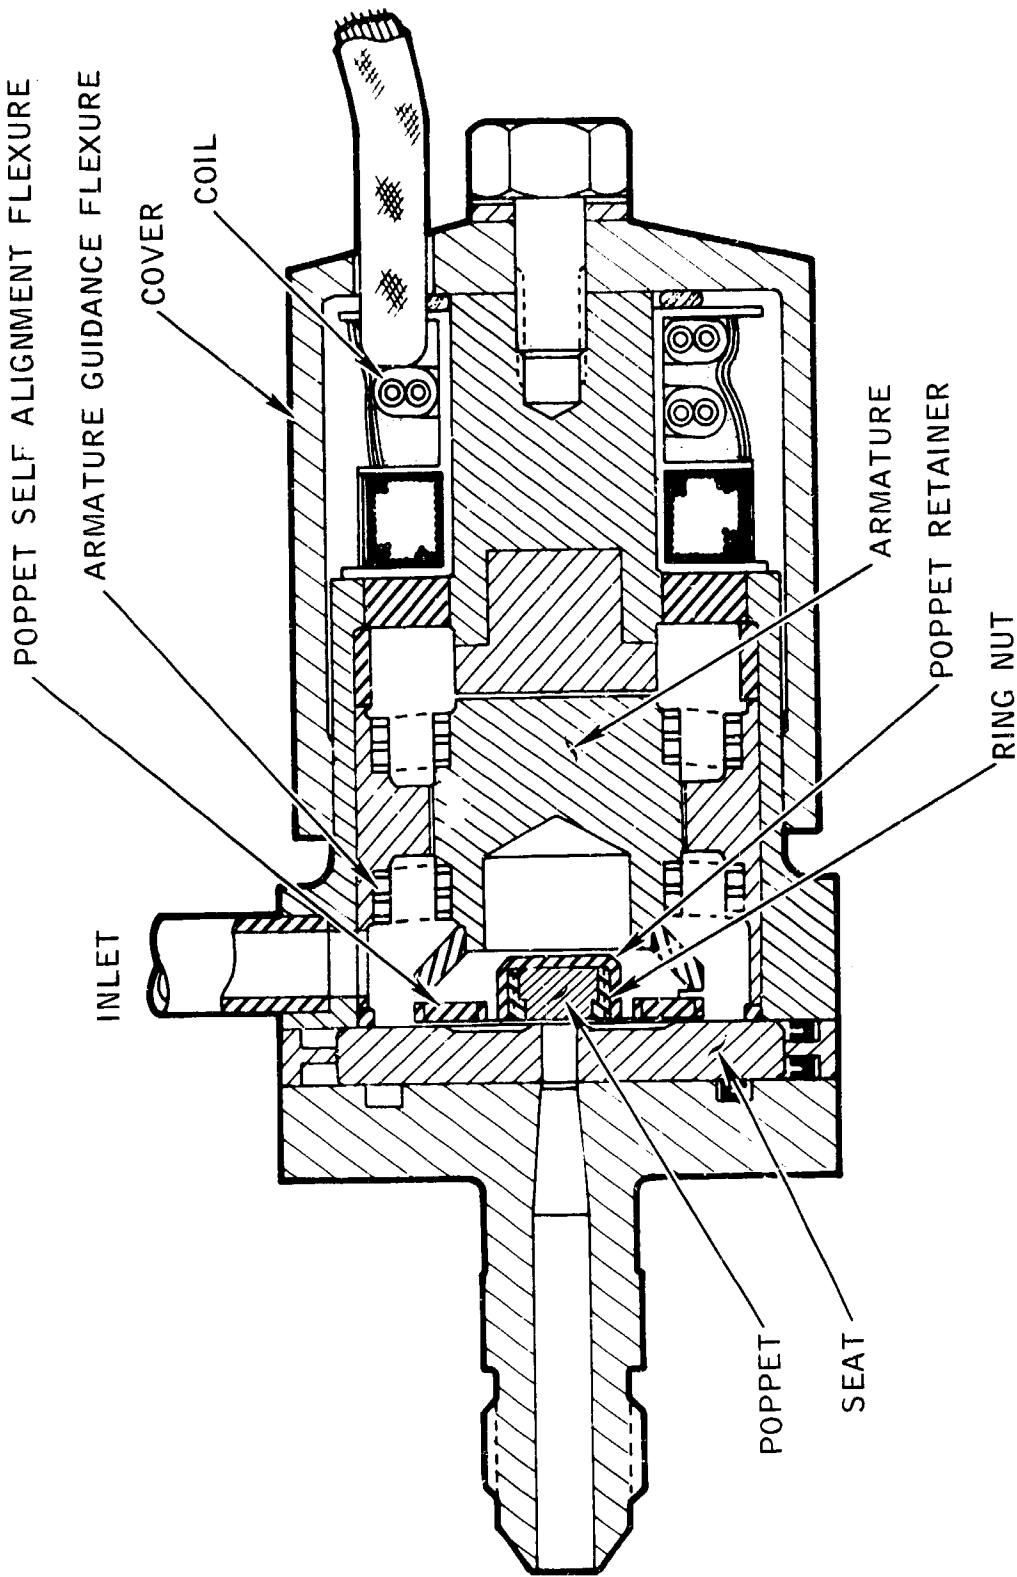 POPPET SELF ALIGNMENT FLEXURE
ARMATURE GUIDANCE FLEXURE
COVER
COIL
INLET
ARMATURE
POPPET RETAINER
RING NUT
POPPET
SEAT